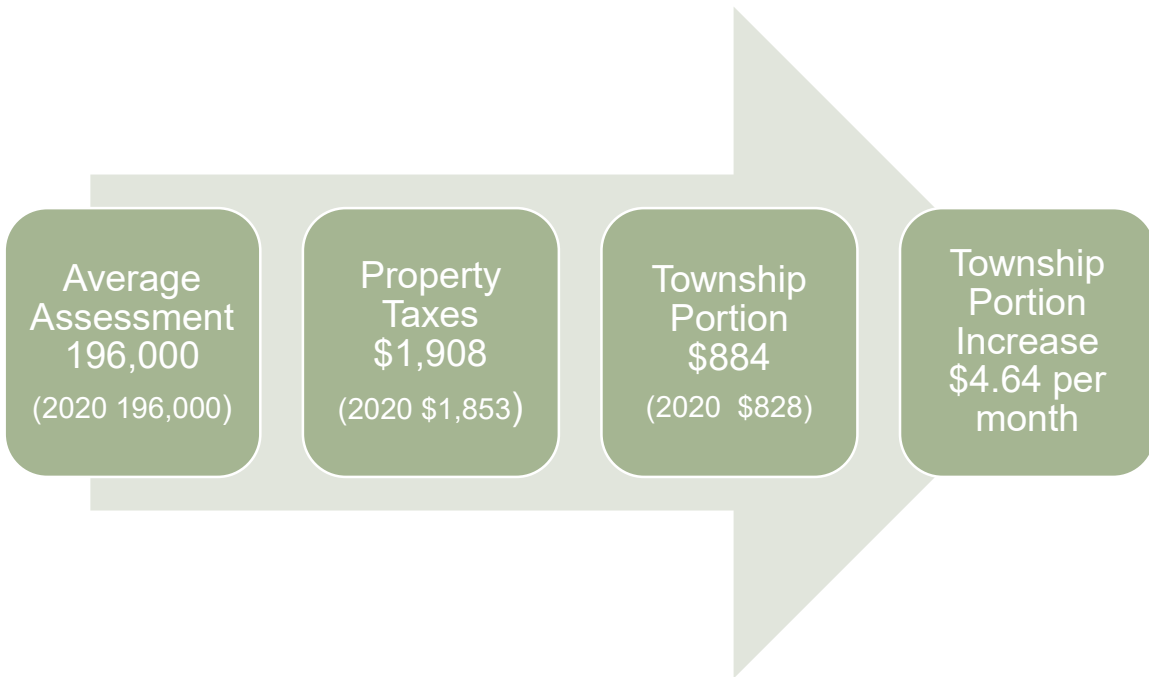 Average
Assessment
196,000
(2020 196,000)
Property
Taxes
$1,908
(2020 $1,853)
Township
Portion
$884
(2020  $828)
Township
Portion
Increase
$4.64 per
month